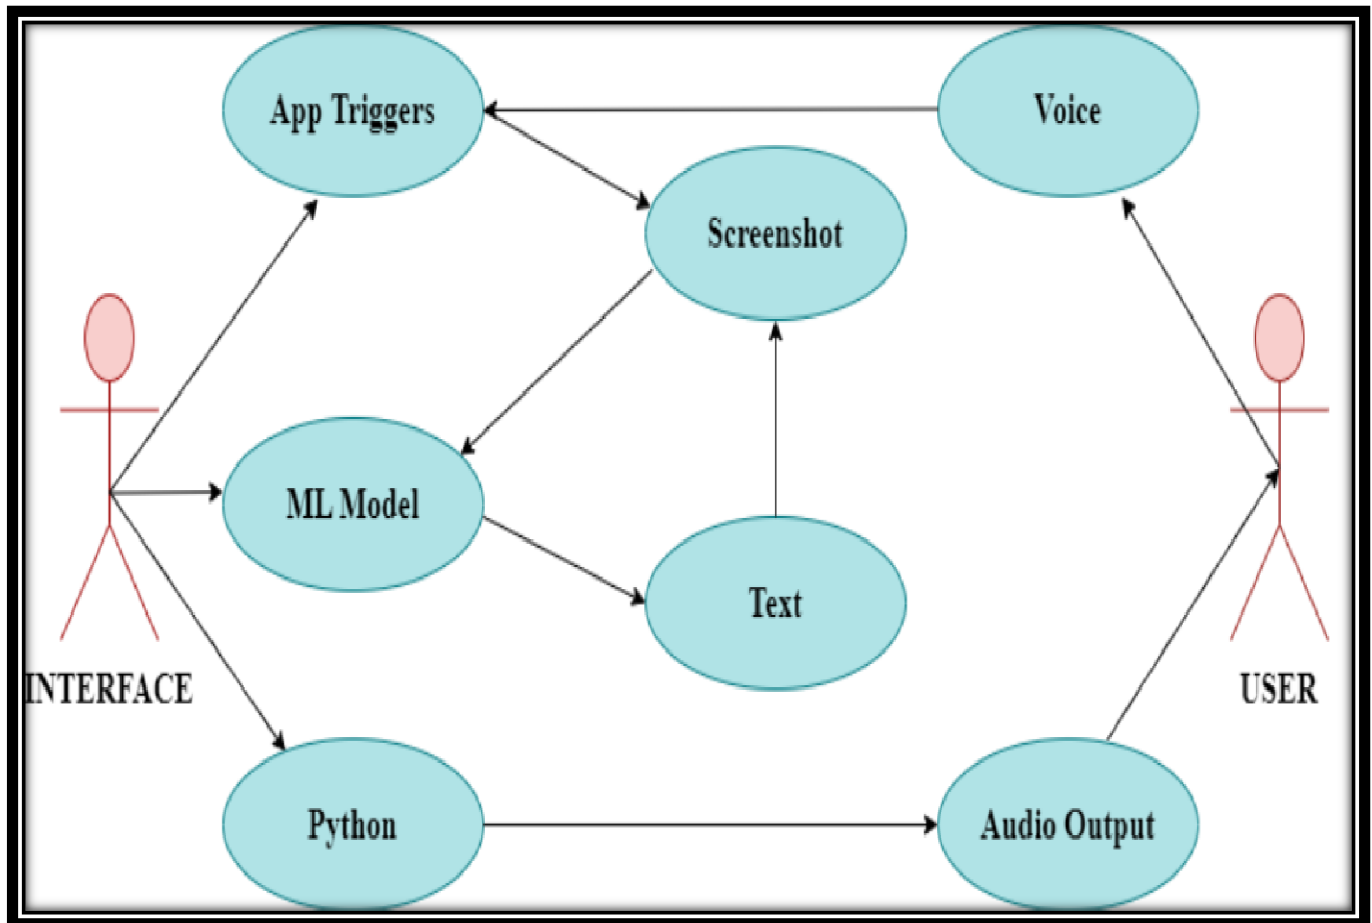 App Triggers
Voice
Screenshot
ML Model
Text
INTERFACE
USER
Python
Audio Output